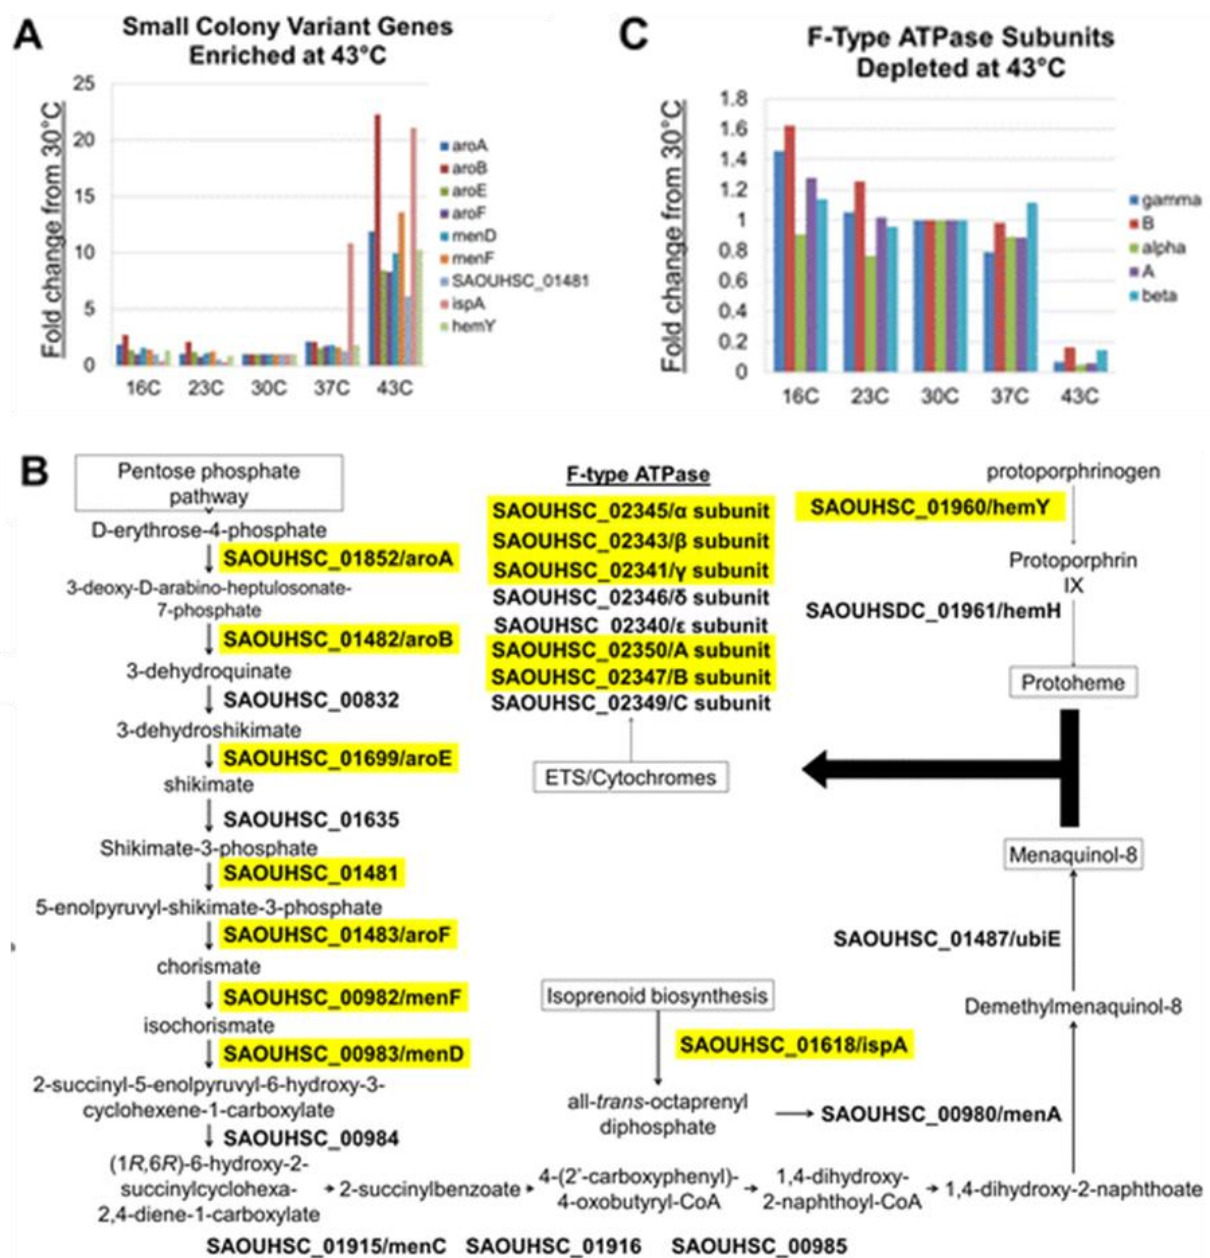 A
Small Colony Variant Genes
Enriched at 43°C
Fold change from 30°C
25
20
15
10
5
0
16C 23C 30C 37C 43C
aroA
aroB
aroE
aroF
menD
menF
SAOUHSC_01481
ispA
hemY
C
F-Type ATPase Subunits
Depleted at 43°C
Fold change from 30°C
1.8
1.6
1.4
1.2
1
0.8
0.6
0.4
0.2
0
16C 23C 30C 37C 43C
gamma
B
alpha
A
beta
B
Pentose phosphate
pathway
D-erythrose-4-phosphate
SAOUHSC_01852/aroA
3-deoxy-D-arabino-heptulosonate-
7-phosphate
SAOUHSC_01482/aroB
3-dehydroquinate
SAOUHSC_00832
3-dehydroshikimate
SAOUHSC_01699/aroE
shikimate
SAOUHSC_01635
Shikimate-3-phosphate
SAOUHSC_01481
5-enolpyruvyl-shikimate-3-phosphate
SAOUHSC_01483/aroF
chorismate
SAOUHSC_00982/menF
isochorismate
SAOUHSC_00983/menD
2-succinyl-5-enolpyruvyl-6-hydroxy-3-
cyclohexene-1-carboxylate
SAOUHSC_00984
(1R,6R)-6-hydroxy-2-
succinylcyclohexa-
2,4-diene-1-carboxylate
2-succinylbenzoate
4-(2'-carboxyphenyl)-
4-oxobutyryl-CoA
1,4-dihydroxy-
2-naphthoyl-CoA
1,4-dihydroxy-2-naphthoate
SAOUHSC_01915/menC SAOUHSC_01916 SAOUHSC_00985
F-type ATPase
SAOUHSC_02345/α subunit
SAOUHSC_02343/β subunit
SAOUHSC_02341/γ subunit
SAOUHSC_02346/δ subunit
SAOUHSC_02340/ε subunit
SAOUHSC_02350/A subunit
SAOUHSC_02347/B subunit
SAOUHSC_02349/C subunit
ETS/Cytochromes
Isoprenoid biosynthesis
SAOUHSC_01618/ispA
all-trans-octaprenyl
diphosphate
SAOUHSC_00980/menA
protoporphrinogen
SAOUHSC_01960/hemY
Protoporphrin
IX
SAOUHSDC_01961/hemH
Protoheme
Menaquinol-8
SAOUHSC_01487/ubiE
Demethylmenaquinol-8